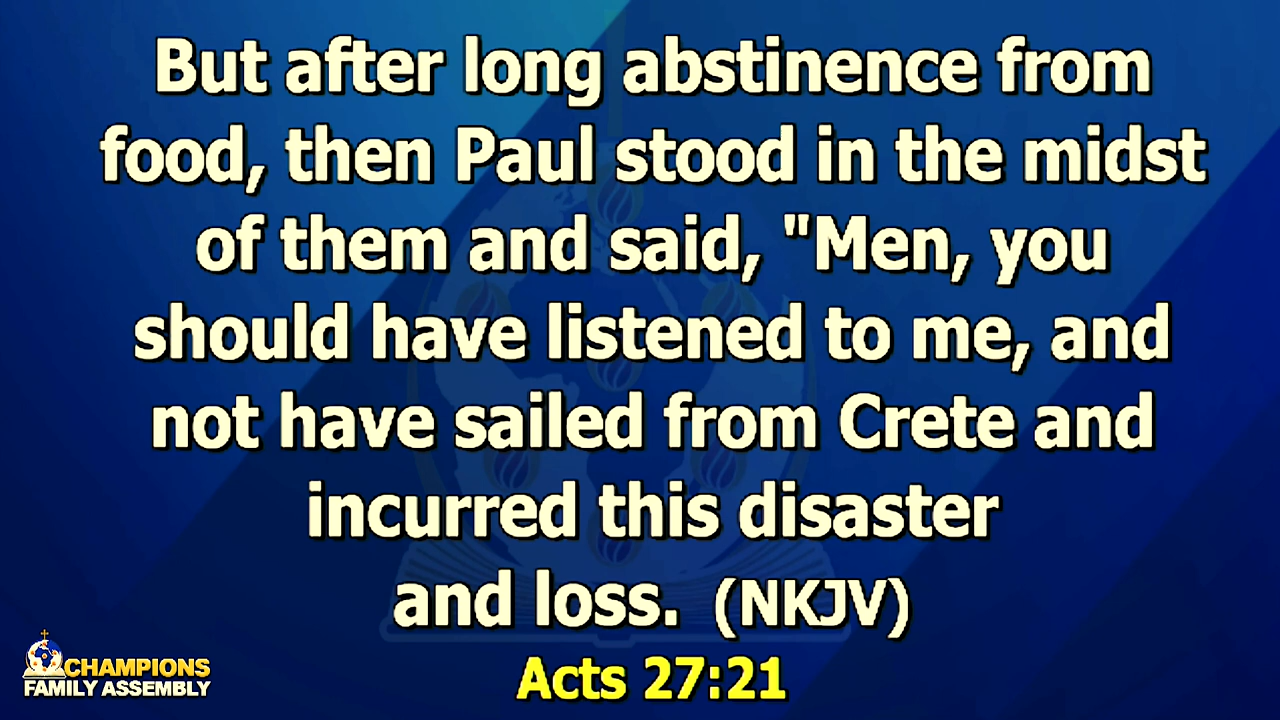 But after long abstinence from
food, then Paul stood in the midst
of them and said, "Men, you
should have listened to me, and
not have sailed from Crete and
incurred this disaster
and loss. (NKJV)
Acts 27:21
CHAMPIONS
FAMILY ASSEMBLY